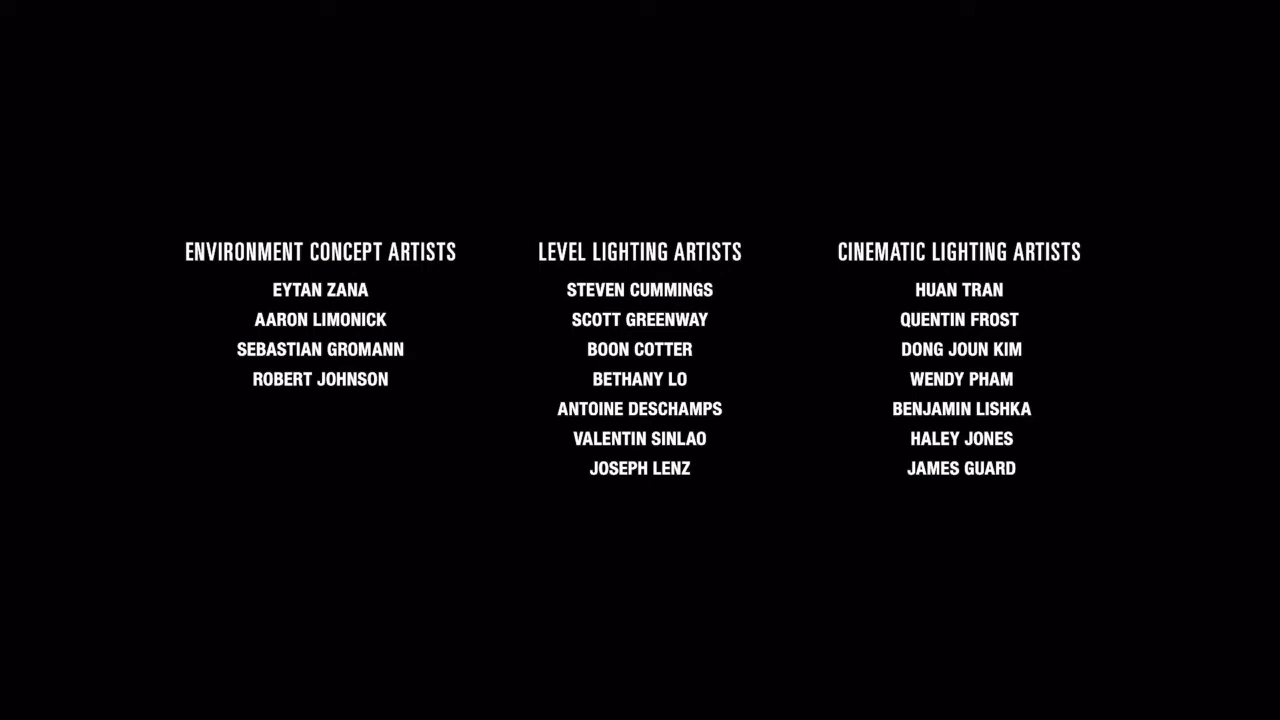 ENVIRONMENT CONCEPT ARTISTS
EYTAN ZANA
AARON LIMONICK
SEBASTIAN GROMANN
ROBERT JOHNSON
LEVEL LIGHTING ARTISTS
STEVEN CUMMINGS
SCOTT GREENWAY
BOON COTTER
BETHANY LO
ANTOINE DESCHAMPS
VALENTIN SINLAO
JOSEPH LENZ
CINEMATIC LIGHTING ARTISTS
HUAN TRAN
QUENTIN FROST
DONG JOUN KIM
WENDY PHAM
BENJAMIN LISHKA
HALEY JONES
JAMES GUARD